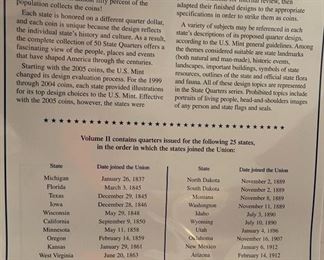 population collects the coins!
Each state is honored on a different quarter dollar,
and each coin is unique because the design reflects
the individual state's history and culture. As a result,
the complete collection of 50 State Quarters offers a
fascinating view of the people, places and events
that have shaped America through the centuries.
Starting with the 2005 coins, the U.S. Mint
changed its design evaluation process. For the 1999
through 2004 coins, each state provided illustrations
for its top design choices to the U.S. Mint. Effective
with the 2005 coins, however, the states were
adapted their finished designs to the appropriate
specifications in order to strike them as coins.
A variety of subjects may be referenced in each
state's descriptions of its proposed quarter design,
according to U.S. Mint general guidelines. Among
the themes considered suitable are state landmarks
(both natural and man-made), historic events,
landscapes, important buildings, symbols of state
resources, outlines of the state and official state flora
and fauna. All of these design topics are represented
in the State Quarters series. Prohibited topics include
portraits of living people, head-and-shoulders images
of any person and state flags and seals.
Volume II contains quarters issued for the following 25 states,
in the order in which the states joined the Union:
State Date joined the Union
Michigan January 26, 1837
Florida March 3, 1845
Texas December 29, 1845
Iowa December 28, 1846
Wisconsin May 29, 1848
California September 9, 1850
Minnesota May 11, 1858
Oregon February 14, 1859
Kansas January 29, 1861
West Virginia June 20, 1863
State Date joined the Union
North Dakota November 2, 1889
South Dakota November 2, 1889
Montana November 8, 1889
Washington November 11, 1889
Idaho July 3, 1890
Wyoming July 10, 1890
Utah January 4, 1896
Oklahoma November 16, 1907
New Mexico January 6, 1912
Arizona February 14, 1912